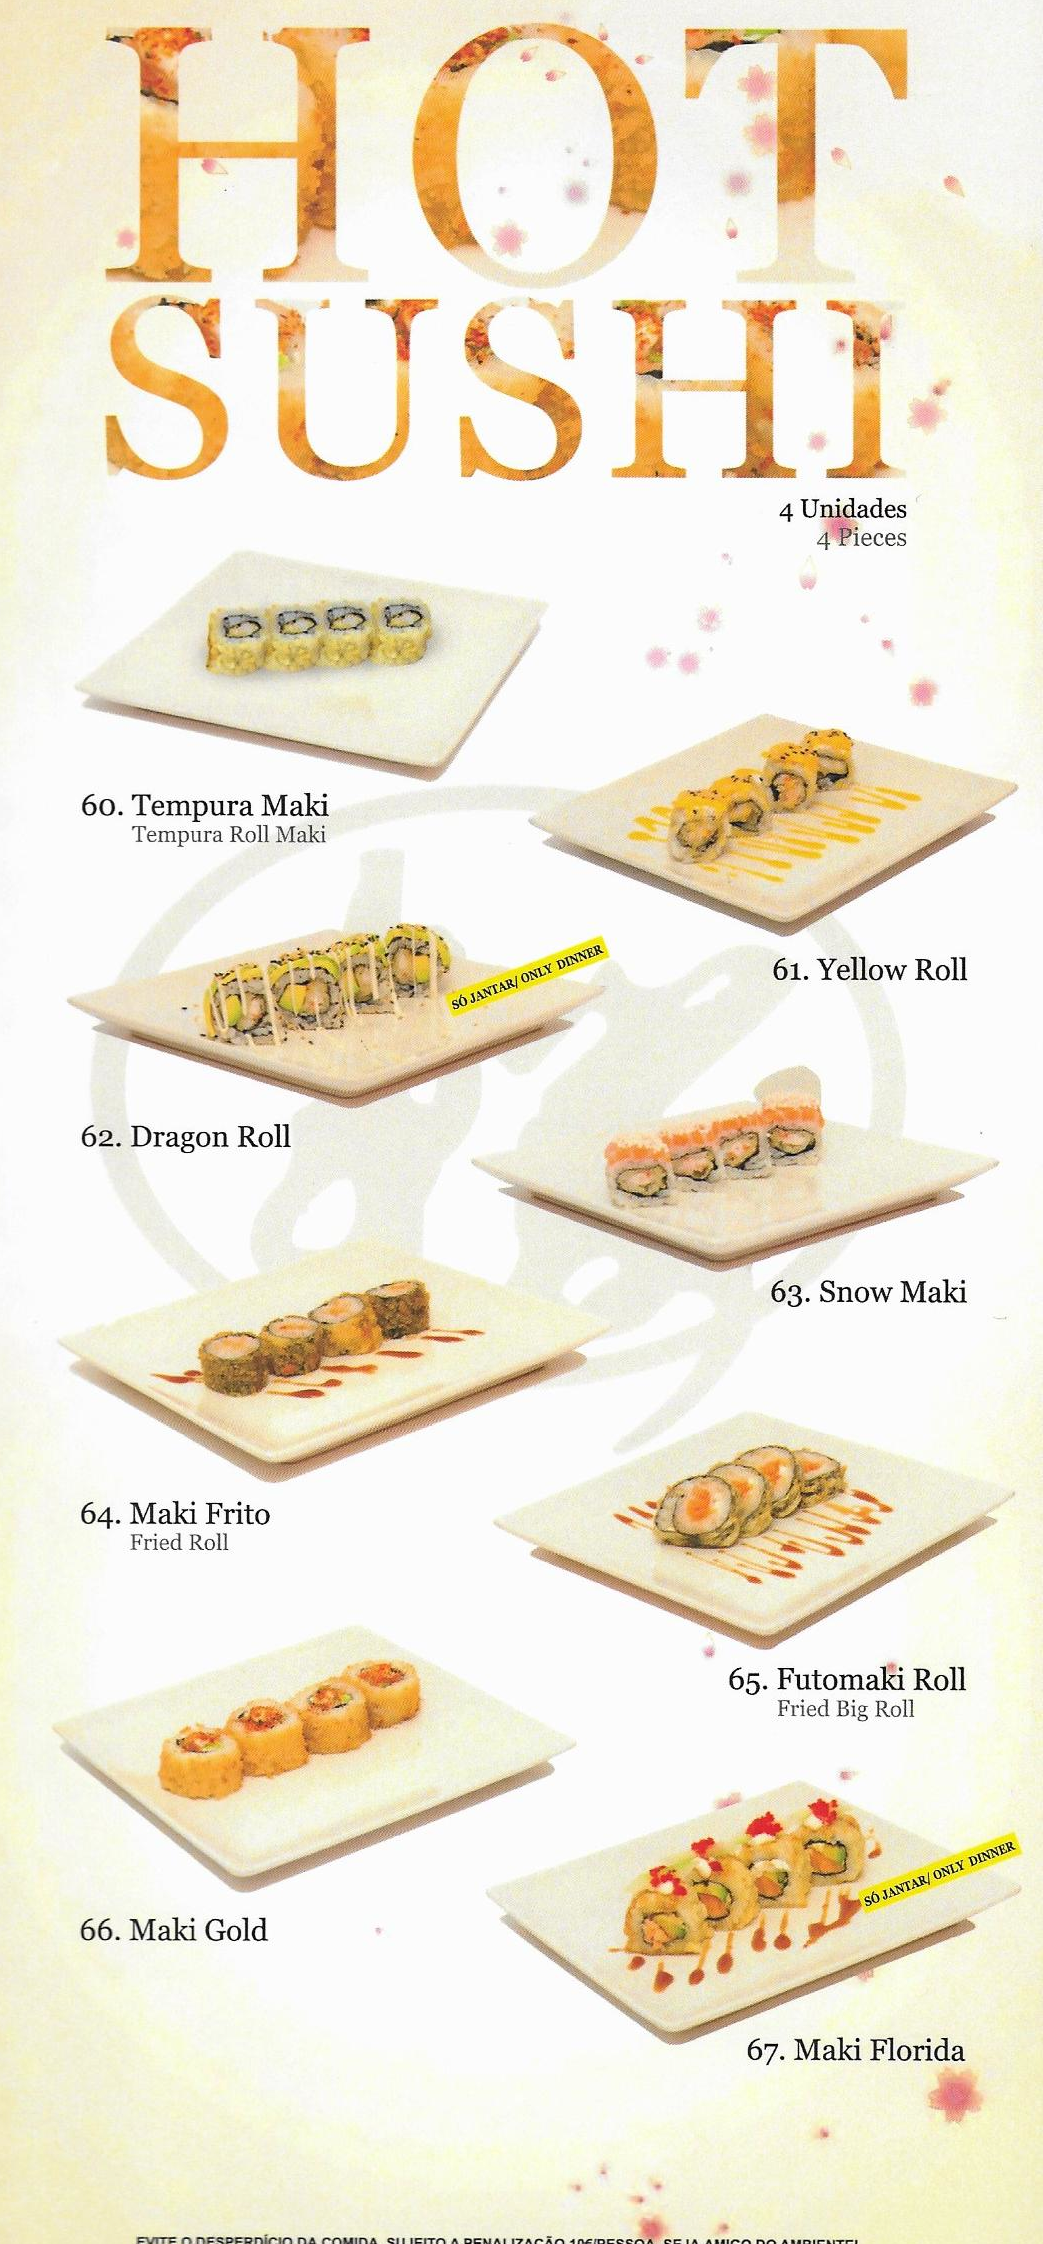 HOT
SUSHI
4 Unidades
4 Pieces
60. Tempura Maki
Tempura Roll Maki
61. Yellow Roll
SÓ JANTAR/ ONLY DINNER
62. Dragon Roll
63. Snow Maki
64. Maki Frito
Fried Roll
65. Futomaki Roll
Fried Big Roll
66. Maki Gold
SÓ JANTAR/ ONLY DINNER
67. Maki Florida
EVITE O DESPERDÍCIO DA COMIDA, SUJEITO A PENALIZAÇÃO 10€/PESSOA, SEJA AMIGO DO AMBIENTE!